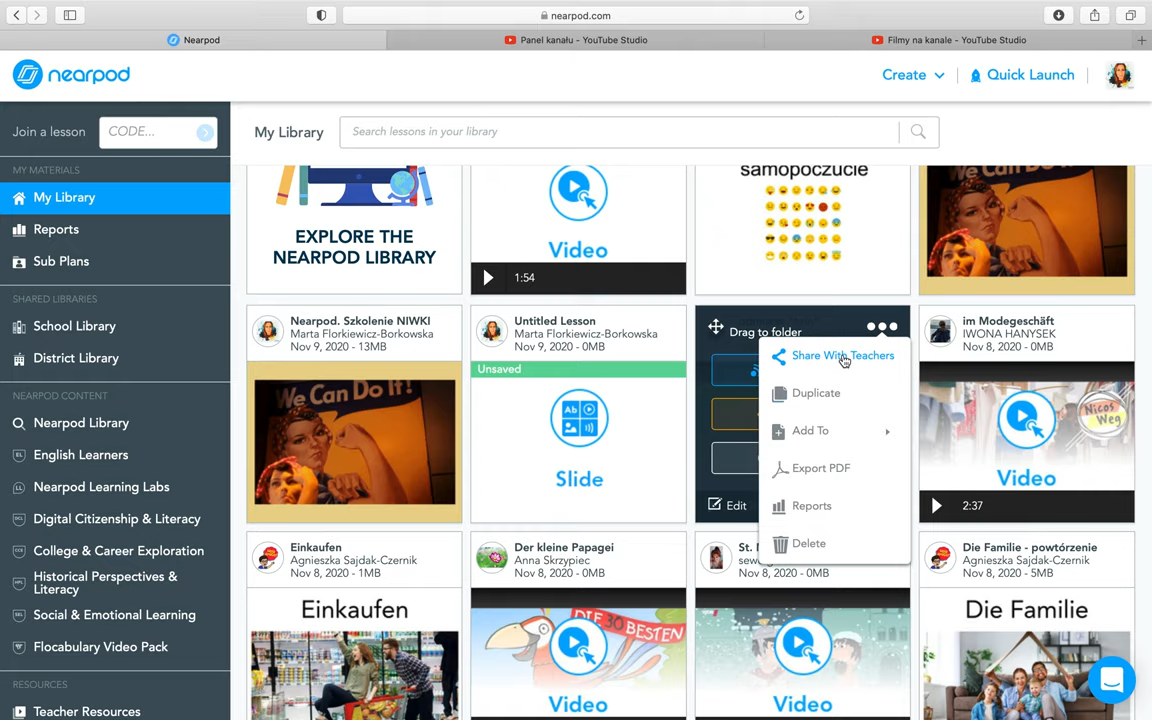 nearpod.com
Nearpod
Panel kanału - YouTube Studio
Filmy na kanale - YouTube Studio
nearpod
Create
Quick Launch
Join a lesson
CODE...
My Library
Search lessons in your library
MY MATERIALS
My Library
Reports
Sub Plans
SHARED LIBRARIES
School Library
District Library
NEARPOD CONTENT
Nearpod Library
English Learners
Nearpod Learning Labs
Digital Citizenship & Literacy
College & Career Exploration
Historical Perspectives &
Literacy
Social & Emotional Learning
Flocabulary Video Pack
RESOURCES
Teacher Resources
EXPLORE THE
NEARPOD LIBRARY
Video
1:54
samopoczucie
Nearpod. Szkolenie NIWKI
Marta Florkiewicz-Borkowska
Nov 9, 2020 - 13MB
We Can Do It!
Untitled Lesson
Marta Florkiewicz-Borkowska
Nov 9, 2020 - 0MB
Unsaved
Ab
Slide
Drag to folder
Edit
Share With Teachers
Duplicate
Add To
Export PDF
Reports
Delete
im Modegeschäft
IWONA HANYSEK
Nov 8, 2020 - 0MB
Nicos
Weg
Video
2:37
Einkaufen
Agnieszka Sajdak-Czernik
Nov 8, 2020 - 1MB
Einkaufen
Der kleine Papagei
Anna Skrzypiec
Nov 8, 2020 - 0MB
DIE 30 BESTEN
Video
St.
Nov 8, 2020 - 0MB
Video
Die Familie - powtórzenie
Agnieszka Sajdak-Czernik
Nov 8, 2020 - 5MB
Die Familie